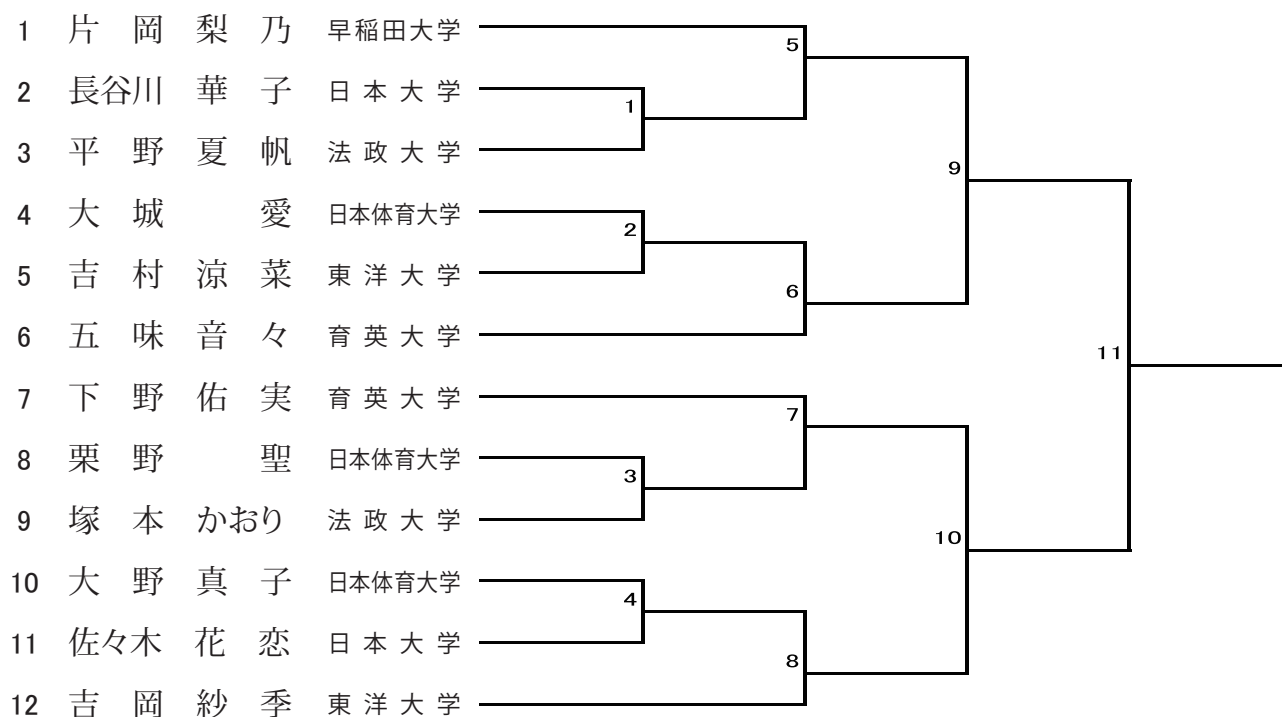 1 片岡梨乃 早稲田大学
5
2 長谷川華子 日本大学
1
3 平野夏帆 法政大学
9
4 大城愛 日本体育大学
2
5 吉村涼菜 東洋大学
6
6 五味音々 育英大学
11
7 下野佑実 育英大学
7
8 栗野聖 日本体育大学
3
9 塚本かおり 法政大学
10
10 大野真子 日本体育大学
4
11 佐々木花恋 日本大学
8
12 吉岡紗季 東洋大学